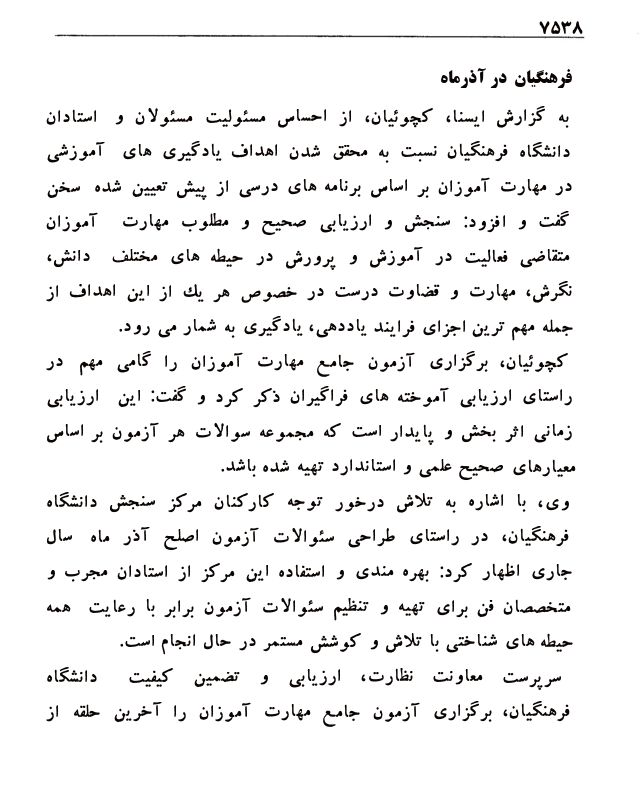 ۷۵۳۸
فرهنگیان در آذرماه
به گزارش ایسنا، کچوئیان، از احساس مسئولیت مسئولان و استادان
دانشگاه فرهنگیان نسبت به محقق شدن اهداف یادگیری های آموزشی
در مهارت آموزان بر اساس برنامه های درسی از پیش تعیین شده سخن
گفت و افزود: سنجش و ارزیابی صحیح و مطلوب مهارت آموزان
متقاضی فعالیت در آموزش و پرورش در حیطه های مختلف دانش،
نگرش، مهارت و قضاوت درست در خصوص هر یك از این اهداف از
جمله مهم ترین اجزای فرایند یاددهی، یادگیری به شمار می رود.
کچوئیان، برگزاری آزمون جامع مهارت آموزان را گامی مهم در
راستای ارزیابی آموخته های فراگیران ذکر کرد و گفت: این ارزیابی
زمانی اثر بخش و پایدار است که مجموعه سوالات هر آزمون بر اساس
معیارهای صحیح علمی و استاندارد تهیه شده باشد.
وی، با اشاره به تلاش درخور توجه کارکنان مرکز سنجش دانشگاه
فرهنگیان، در راستای طراحی سئوالات آزمون اصلح آذر ماه سال
جاری اظهار کرد: بهره مندی و استفاده این مرکز از استادان مجرب و
متخصصان فن برای تهیه و تنظیم سئوالات آزمون برابر با رعایت همه
حیطه های شناختی با تلاش و کوشش مستمر در حال انجام است.
سرپرست معاونت نظارت، ارزیابی و تضمین کیفیت دانشگاه
فرهنگیان، برگزاری آزمون جامع مهارت آموزان را آخرین حلقه از